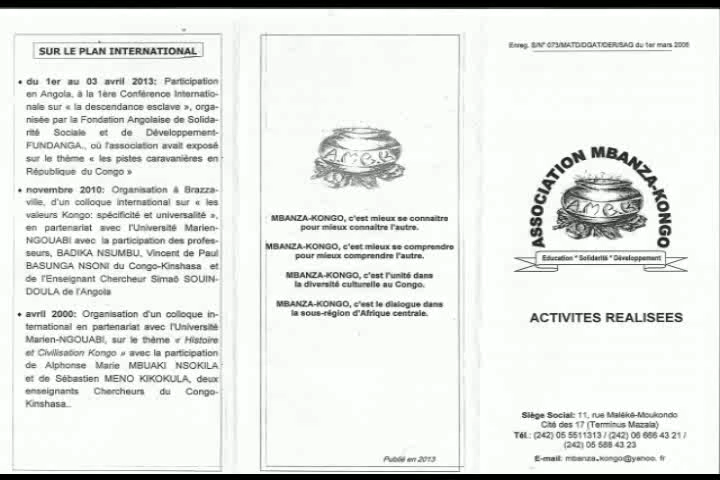 SUR LE PLAN INTERNATIONAL
• du 1er au 03 avril 2013: Participation
en Angola, à la 1ère Conférence Internatio-
nale sur « la descendance esclave », orga-
nisée par la Fondation Angolaise de Solida-
rité Sociale et de Développement-
FUNDANGA., où l'association avait exposé
sur le thème « les pistes caravanières en
République du Congo »
• novembre 2010: Organisation à Brazza-
ville, d'un colloque international sur « les
valeurs Kongo: spécificité et universalité »,
en partenariat avec l'Université Marien-
NGOUABI avec la participation des profes-
seurs, BADIKA NSUMBU, Vincent de Paul
BASUNGA NSONI du Congo-Kinshasa et
de l'Enseignant Chercheur Simaõ SOUIN-
DOULA de l'Angola
• avril 2000: Organisation d'un colloque in-
ternational en partenariat avec l'Université
Marien-NGOUABI, sur le thème « Histoire
et Civilisation Kongo » avec la participation
de Alphonse Marie MBUAKI NSOKILA
et de Sébastien MENO KIKOKULA, deux
enseignants Chercheurs du Congo-
Kinshasa..
A.M.B.K
MBANZA-KONGO, c'est mieux se connaitre
pour mieux connaitre l'autre.
MBANZA-KONGO, c'est mieux se comprendre
pour mieux comprendre l'autre.
MBANZA-KONGO, c'est l'unité dans
la diversité culturelle au Congo.
MBANZA-KONGO, c'est le dialogue dans
la sous-région d'Afrique centrale.
Publié en 2013
Enreg. S/N° 073/MATD/DGAT/DER/SAG du 1er mars 2006
ASSOCIATION MBANZA-KONGO
A.M.B.K
Education * Solidarité * Développement
ACTIVITES REALISEES
Siège Social: 11, rue Maléké-Moukondo
Cité des 17 (Terminus Mazala)
Tél.: (242) 05 5511313 / (242) 06 666 43 21 /
(242) 05 588 43 23
E-mail: mbanza.kongo@yahoo. fr